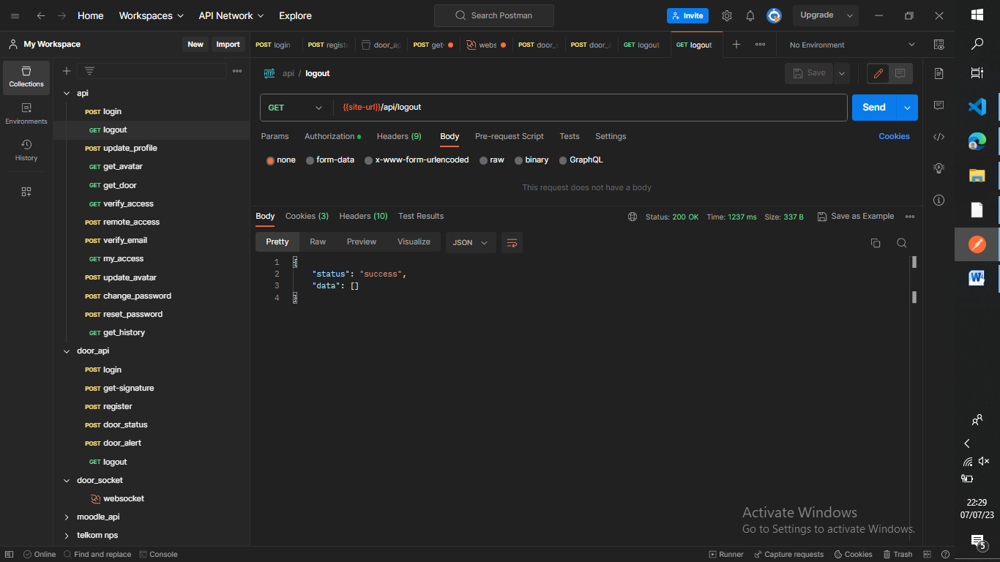 Home Workspaces API Network Explore Search Postman Invite Upgrade
My Workspace New Import POST login POST registe door_ap POST get- webs POST door_s POST door_a GET logout GET logout No Environment
Collections
Environments
History
api
POST login
GET logout
POST update_profile
GET get_avatar
GET get_door
GET verify_access
POST remote_access
POST verify_email
GET my_access
POST update_avatar
POST change_password
POST reset_password
GET get_history
door_api
POST login
POST get-signature
POST register
POST door_status
POST door_alert
GET logout
door_socket
websocket
moodle_api
telkom nps
HTTP api / logout Save
GET {{site-url}}/api/logout Send
Params Authorization Headers (9) Body Pre-request Script Tests Settings Cookies
none form-data x-www-form-urlencoded raw binary GraphQL
This request does not have a body
Body Cookies (3) Headers (10) Test Results Status: 200 OK Time: 1237 ms Size: 337 B Save as Example
Pretty Raw Preview Visualize JSON
1 {
2 "status": "success",
3 "data": []
4 }
Activate Windows
Go to Settings to activate Windows.
Online Find and replace Console Runner Capture requests Cookies Trash
22:29
07/07/23
5